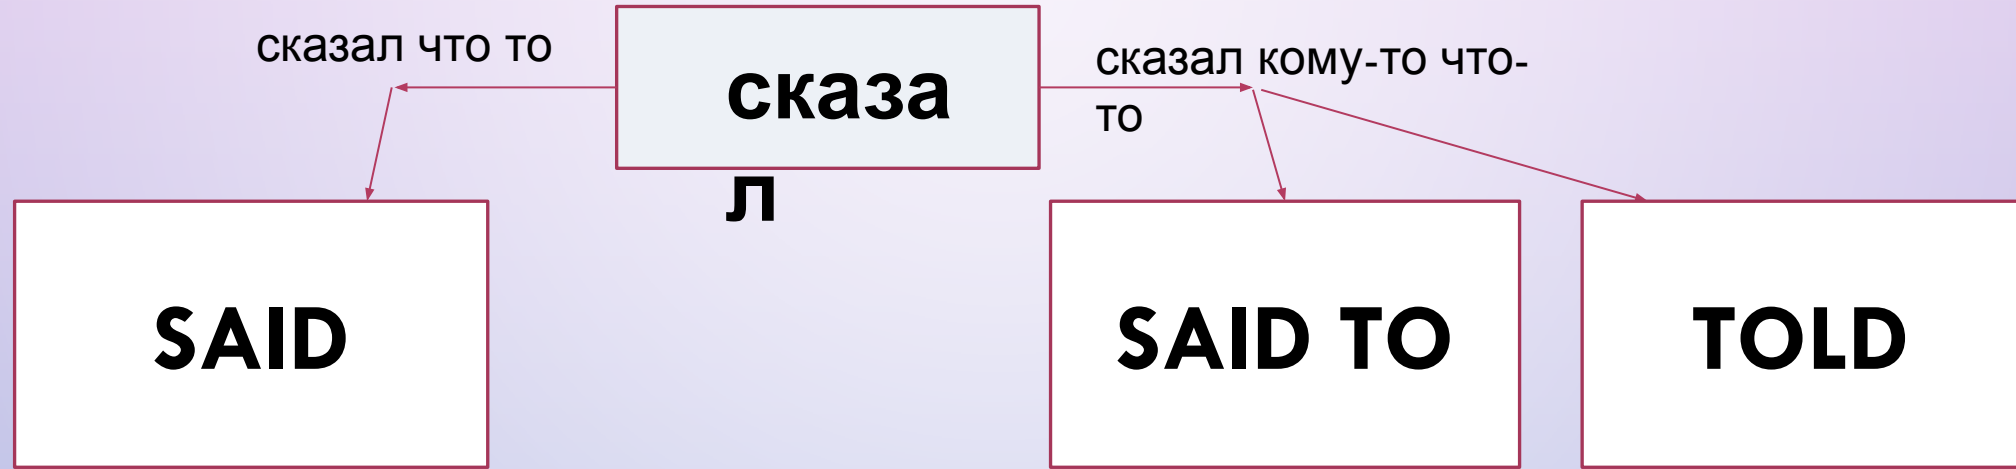 сказал что то
сказа
л
сказал кому-то что-
то
SAID
SAID TO
TOLD